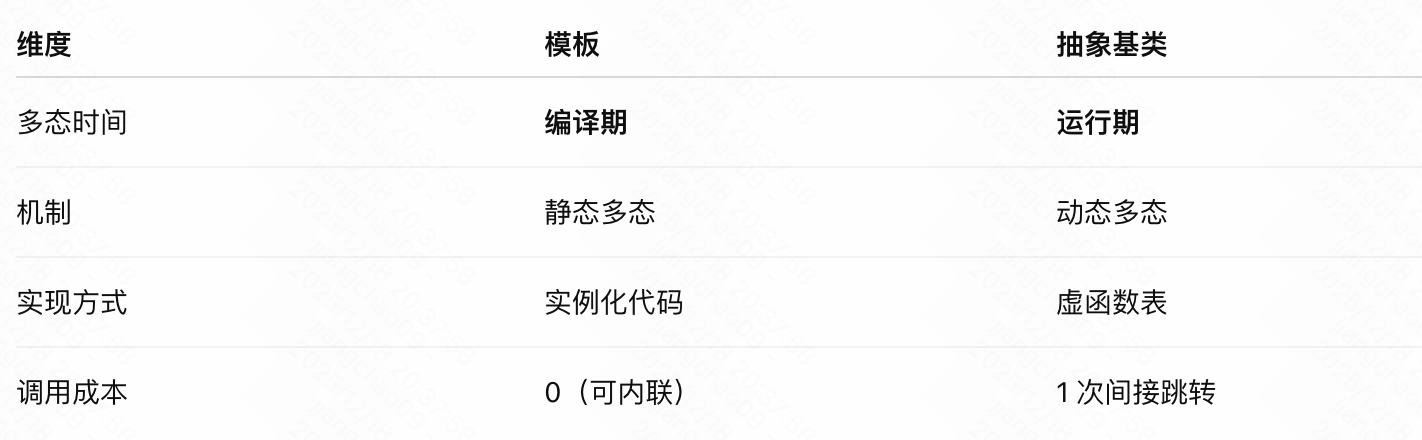 维度 模板 抽象基类
多态时间 编译期 运行期
机制 静态多态 动态多态
实现方式 实例化代码 虚函数表
调用成本 0（可内联） 1 次间接跳转